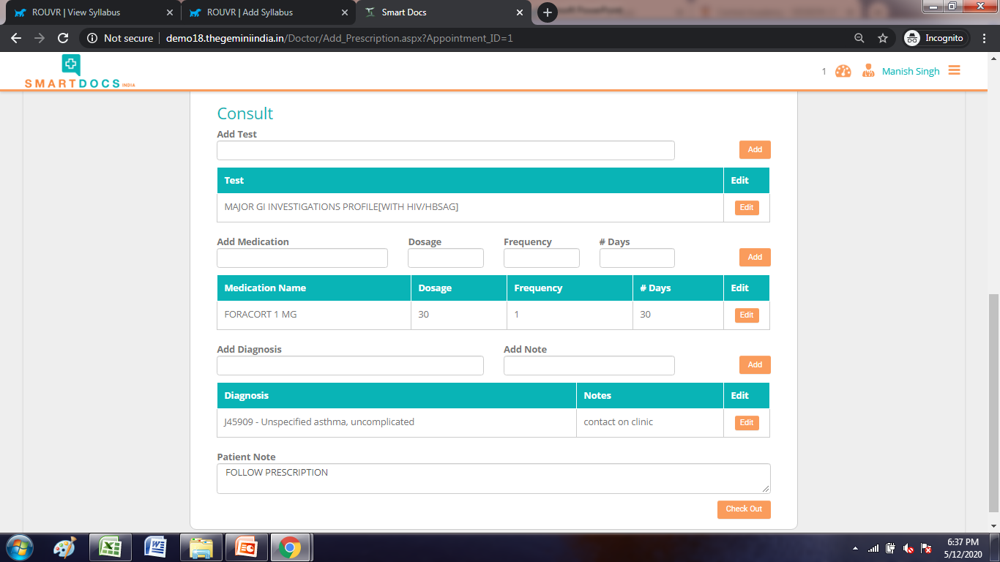 ROUVR | View Syllabus
ROUVR | Add Syllabus
Smart Docs
Not secure
demo18.thegeminiindia.in/Doctor/Add_Prescription.aspx?Appointment_ID=1
Incognito
SMARTDOCS INDIA
1
Manish Singh
Consult
Add Test
Add
Test Edit
MAJOR GI INVESTIGATIONS PROFILE[WITH HIV/HBSAG] Edit
Add Medication Dosage Frequency # Days
Add
Medication Name Dosage Frequency # Days Edit
FORACORT 1 MG 30 1 30 Edit
Add Diagnosis Add Note
Add
Diagnosis Notes Edit
J45909 - Unspecified asthma, uncomplicated contact on clinic Edit
Patient Note
FOLLOW PRESCRIPTION
Check Out
6:37 PM
5/12/2020